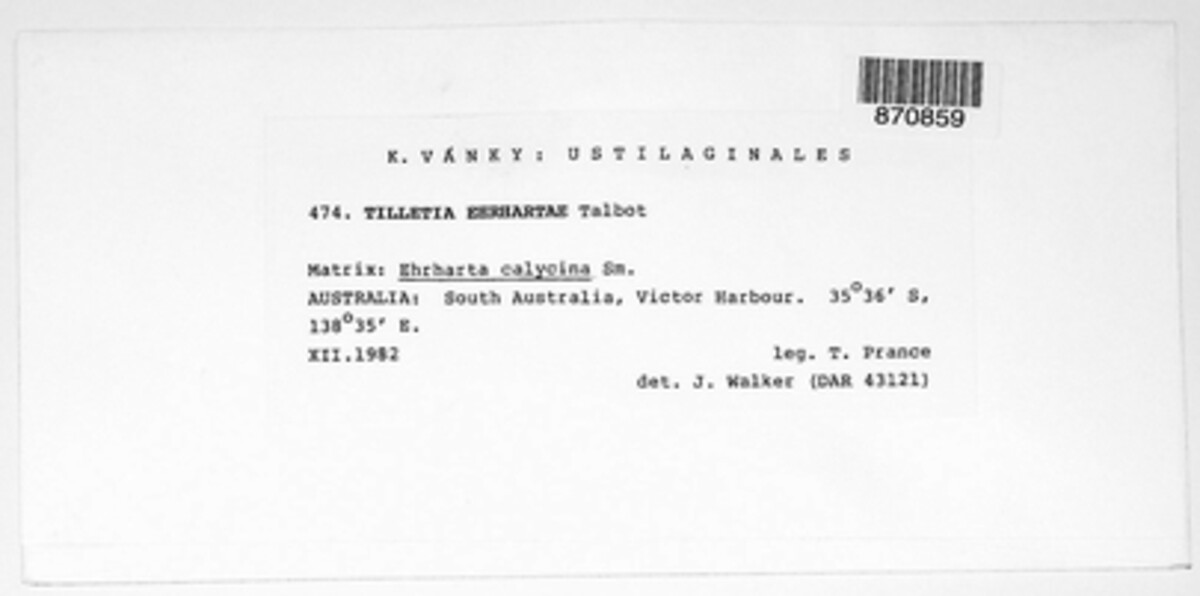 870859
K. VÁNKY: USTILAGINALES
474. TILLETIA EHRHARTAE Talbot
Matrix: Ehrharta calycina Sm.
AUSTRALIA: South Australia, Victor Harbour. 35°36' S,
138°35' E.
XII.1982 leg. T. Prance
det. J. Walker (DAR 43121)